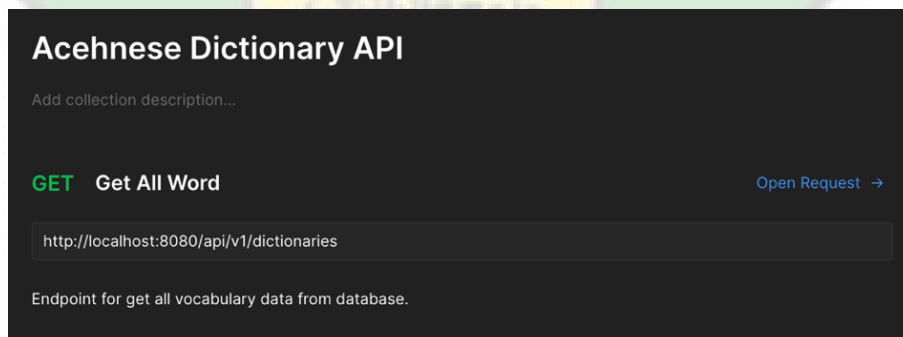 Acehnese Dictionary API
Add collection description...
GET Get All Word
Open Request →
http://localhost:8080/api/v1/dictionaries
Endpoint for get all vocabulary data from database.